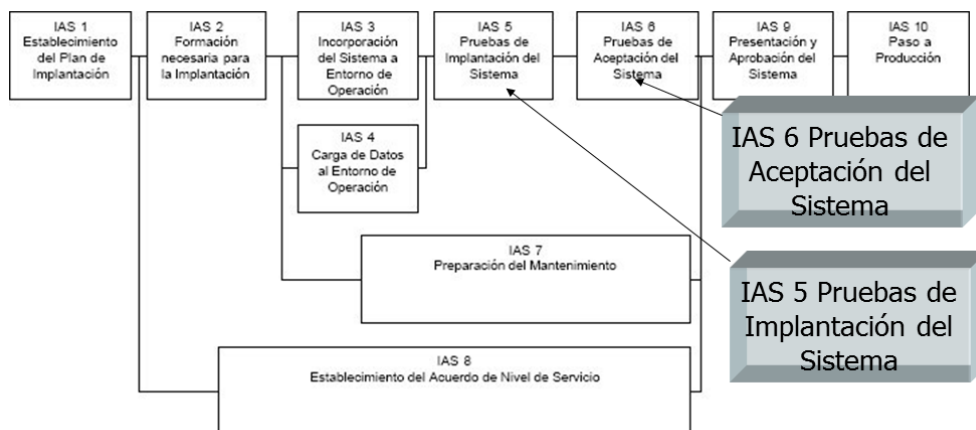 IAS 1
Establecimiento
del Plan de
Implantación
IAS 2
Formación
necesaria para
la Implantación
IAS 3
Incorporación
del Sistema a
Entorno de
Operación
IAS 5
Pruebas de
Implantación del
Sistema
IAS 6
Pruebas de
Aceptación del
Sistema
IAS 9
Presentación y
Aprobación del
Sistema
IAS 10
Paso a
Producción
IAS 4
Carga de Datos
al Entorno de
Operación
IAS 6 Pruebas de
Aceptación del
Sistema
IAS 7
Preparación del Mantenimiento
IAS 5 Pruebas de
Implantación del
Sistema
IAS 8
Establecimiento del Acuerdo de Nivel de Servicio